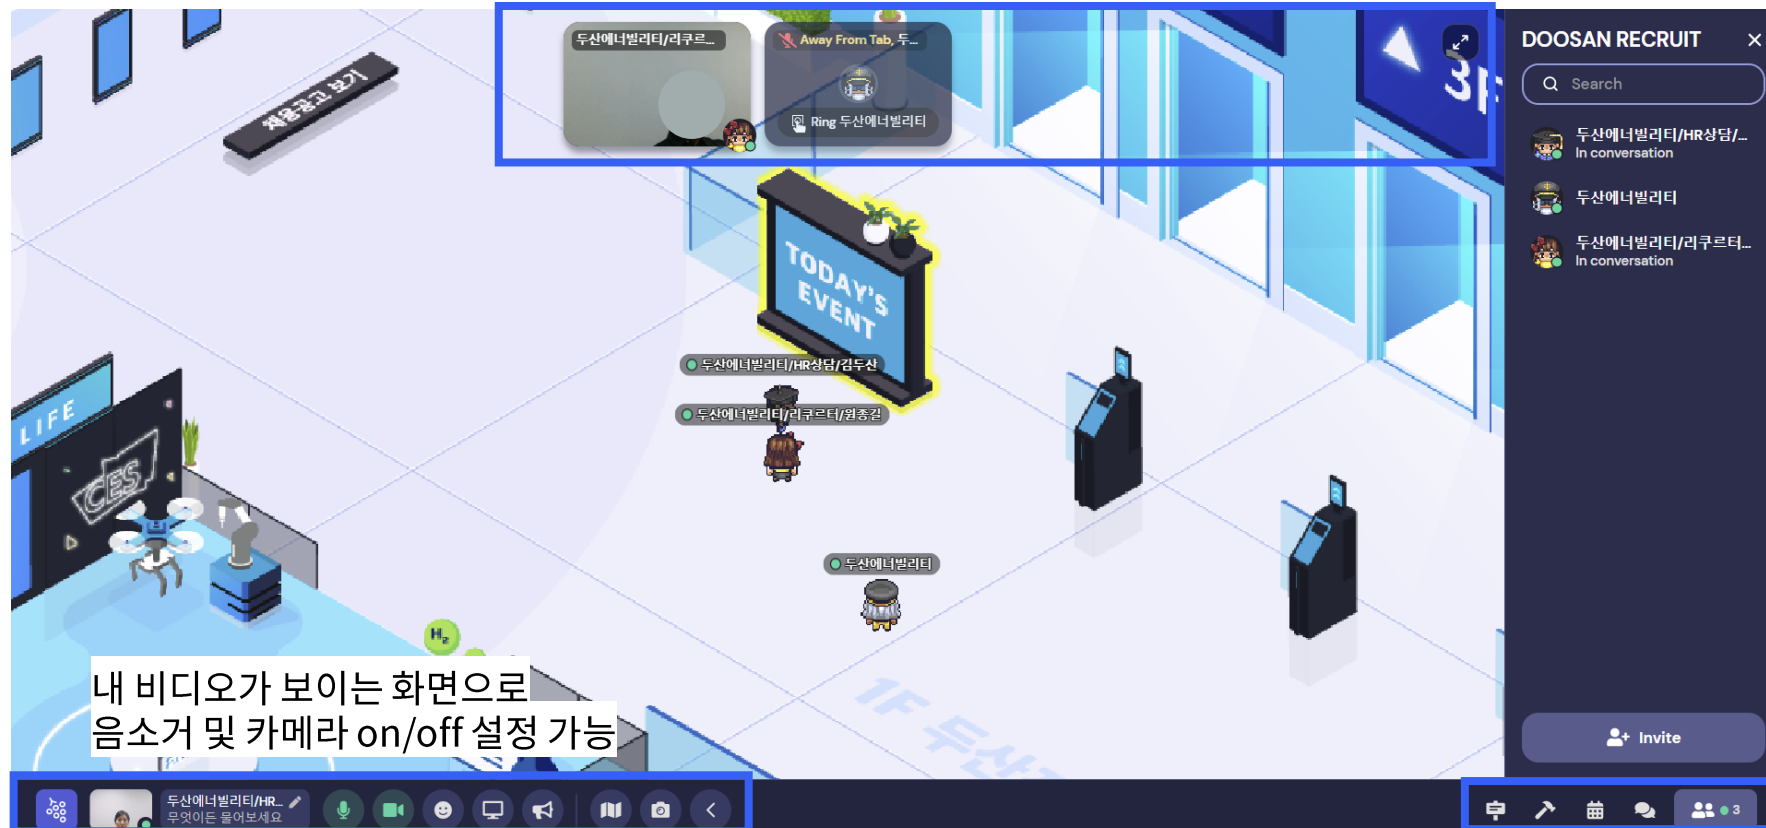 두산에너빌리티/리쿠르...
Away From Tab, 두...
Ring 두산에너빌리티
3F
DOOSAN RECRUIT
Search
두산에너빌리티/HR상담/...
In conversation
두산에너빌리티
두산에너빌리티/리쿠르터...
In conversation
채용공고 보기
TODAY'S
EVENT
두산에너빌리티/HR상담/김두산
두산에너빌리티/리쿠르터/원종길
LIFE
CES
두산에너빌리티
H2
내 비디오가 보이는 화면으로
음소거 및 카메라 on/off 설정 가능
1F 두산
Invite
두산에너빌리티/HR...
무엇이든 물어보세요
3